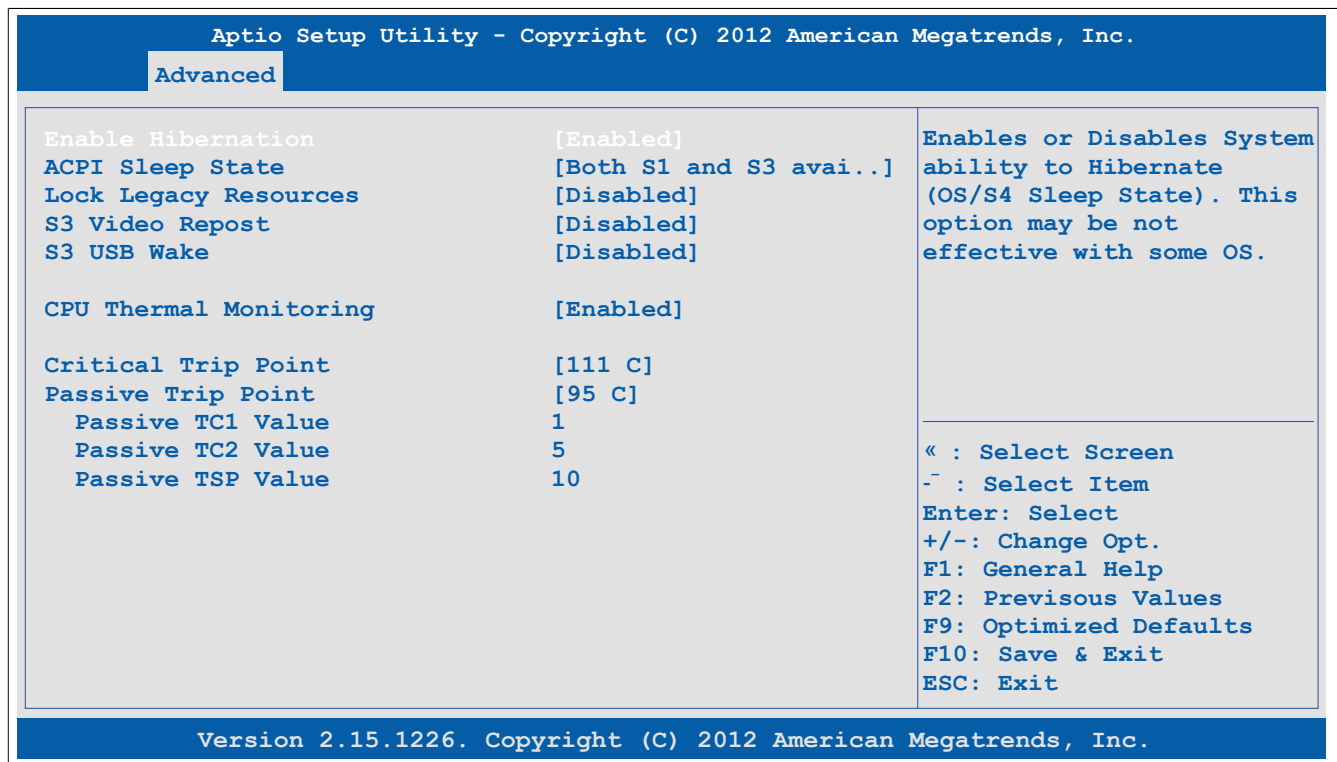 Aptio Setup Utility - Copyright (C) 2012 American Megatrends, Inc.
Advanced
Enable Hibernation [Enabled]
ACPI Sleep State [Both S1 and S3 avai..]
Lock Legacy Resources [Disabled]
S3 Video Repost [Disabled]
S3 USB Wake [Disabled]
CPU Thermal Monitoring [Enabled]
Critical Trip Point [111 C]
Passive Trip Point [95 C]
Passive TC1 Value 1
Passive TC2 Value 5
Passive TSP Value 10
Enables or Disables System
ability to Hibernate
(OS/S4 Sleep State). This
option may be not
effective with some OS.
« : Select Screen
-¯ : Select Item
Enter: Select
+/-: Change Opt.
F1: General Help
F2: Previsous Values
F9: Optimized Defaults
F10: Save & Exit
ESC: Exit
Version 2.15.1226. Copyright (C) 2012 American Megatrends, Inc.